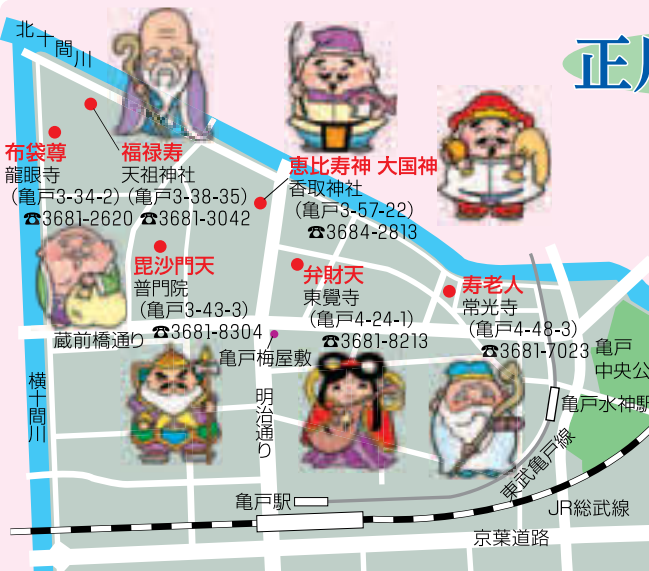 北十間川
正
布袋尊
龍眼寺
(亀戸3-34-2)
☎3681-2620
福禄寿
天祖神社
(亀戸3-38-35)
☎3681-3042
恵比寿神 大国神
香取神社
(亀戸3-57-22)
☎3684-2813
毘沙門天
普門院
(亀戸3-43-3)
☎3681-8304
弁財天
東覺寺
(亀戸4-24-1)
☎3681-8213
寿老人
常光寺
(亀戸4-48-3)
☎3681-7023
蔵前橋通り
亀戸梅屋敷
亀戸
中央公
横十間川
明治通り
亀戸水神駅
東武亀戸線
亀戸駅
JR総武線
京葉道路